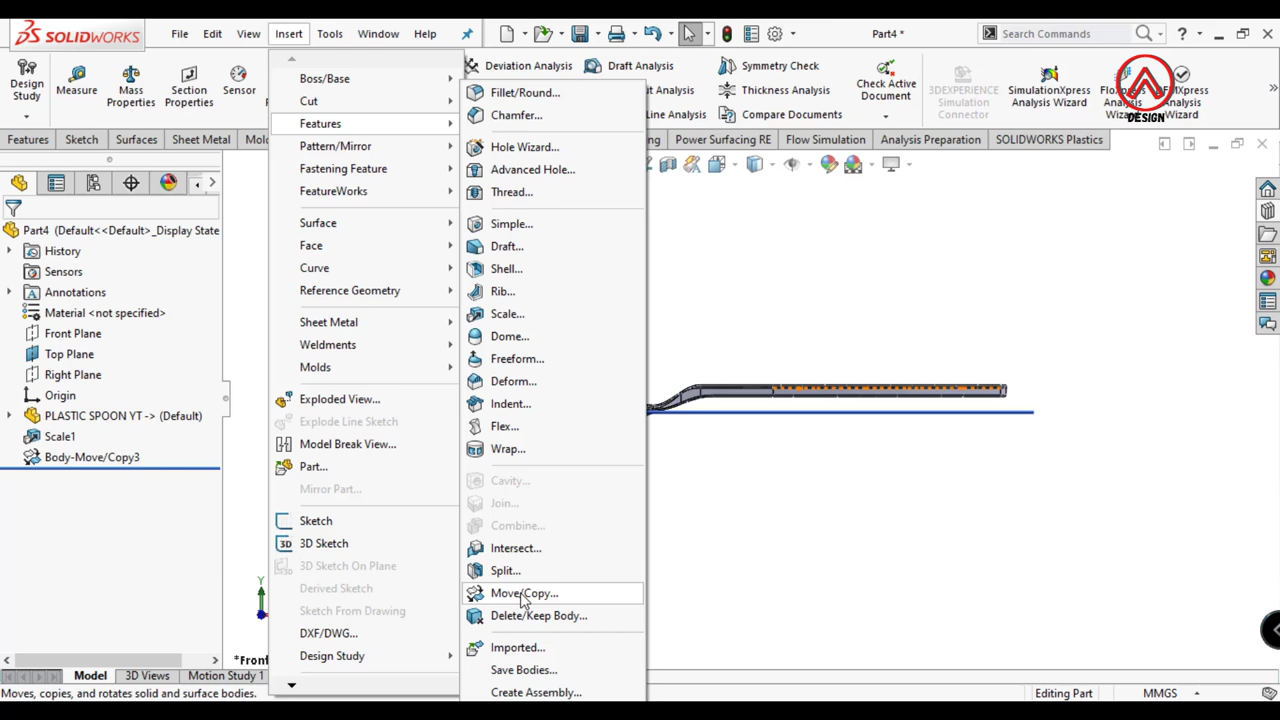 SOLIDWORKS File Edit View Insert Tools Window Help Part4 * Search Commands
Design Study
Measure
Mass Properties
Section Properties
Sensor
Deviation Analysis
Draft Analysis
Symmetry Check
Thickness Analysis
Line Analysis
Compare Documents
Check Active Document
3DEXPERIENCE Simulation Connector
SimulationXpress Analysis Wizard
DESIGN
Features Sketch Surfaces Sheet Metal Power Surfacing RE Flow Simulation Analysis Preparation SOLIDWORKS Plastics
Part4 (Default<<Default>_Display State
History
Sensors
Annotations
Material <not specified>
Front Plane
Top Plane
Right Plane
Origin
PLASTIC SPOON YT -> (Default)
Scale1
Body-Move/Copy3
Boss/Base
Cut
Features
Pattern/Mirror
Fastening Feature
FeatureWorks
Surface
Face
Curve
Reference Geometry
Sheet Metal
Weldments
Molds
Exploded View...
Explode Line Sketch
Model Break View...
Part...
Mirror Part...
Sketch
3D Sketch
3D Sketch On Plane
Derived Sketch
Sketch From Drawing
DXF/DWG...
Design Study
Fillet/Round...
Chamfer...
Hole Wizard...
Advanced Hole...
Thread...
Simple...
Draft...
Shell...
Rib...
Scale...
Dome...
Freeform...
Deform...
Indent...
Flex...
Wrap...
Cavity...
Join...
Combine...
Intersect...
Split...
Move/Copy...
Delete/Keep Body...
Imported...
Save Bodies...
Create Assembly...
Y
*Front
Model 3D Views Motion Study 1
Moves, copies, and rotates solid and surface bodies.
Editing Part MMGS